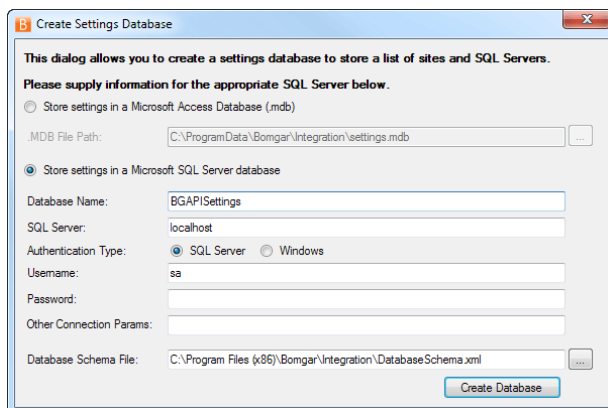 B Create Settings Database
X
This dialog allows you to create a settings database to store a list of sites and SQL Servers.
Please supply information for the appropriate SQL Server below.
Store settings in a Microsoft Access Database (.mdb)
.MDB File Path: C:\ProgramData\Bomgar\Integration\settings.mdb ...
Store settings in a Microsoft SQL Server database
Database Name: BGAPISettings
SQL Server: localhost
Authentication Type: SQL Server Windows
Username: sa
Password:
Other Connection Params:
Database Schema File: C:\Program Files (x86)\Bomgar\Integration\DatabaseSchema.xml ...
Create Database